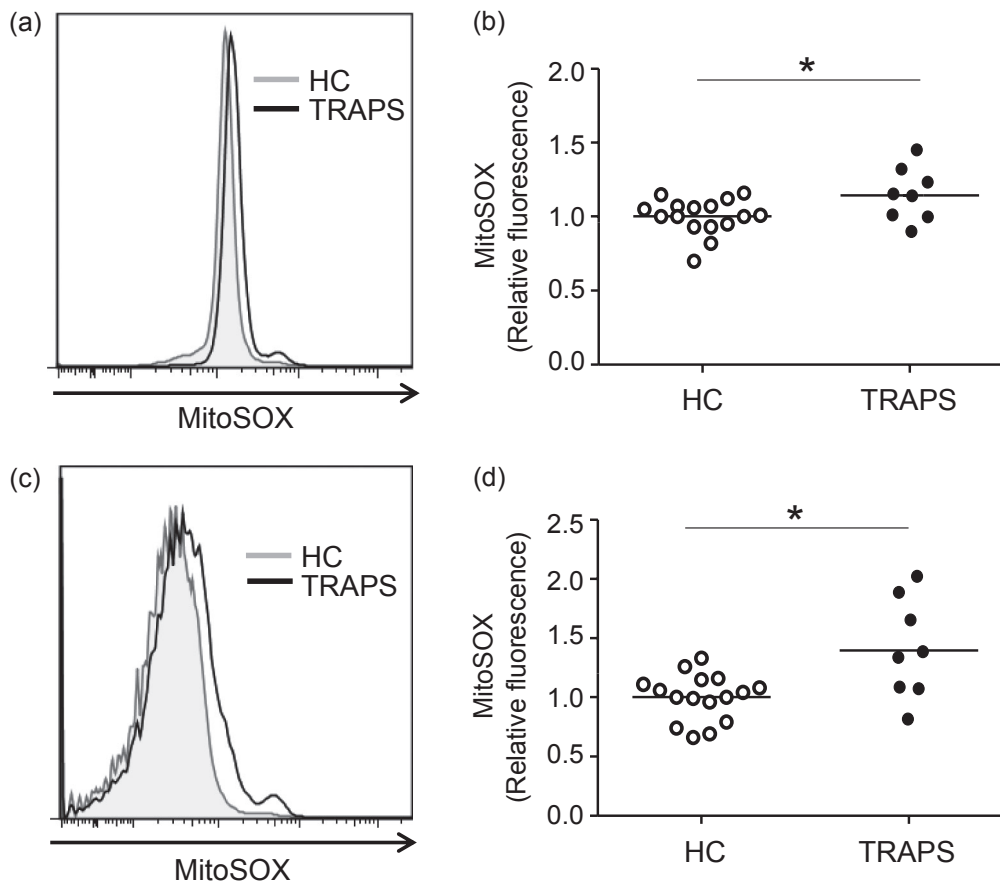 (a)
HC
TRAPS
MitoSOX
(b)
*
MitoSOX
(Relative fluorescence)
2.0
1.5
1.0
0.5
0.0
HC
TRAPS
(c)
HC
TRAPS
MitoSOX
(d)
*
MitoSOX
(Relative fluorescence)
2.5
2.0
1.5
1.0
0.5
0.0
HC
TRAPS